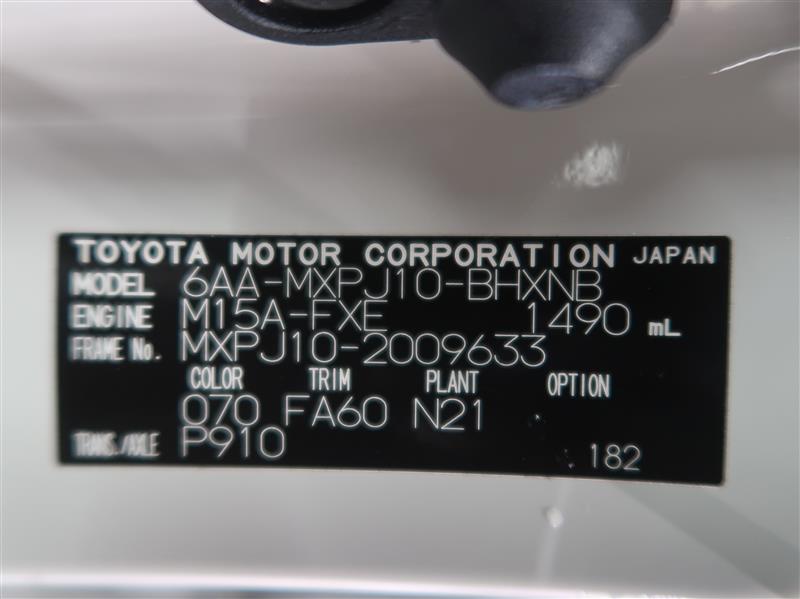 TOYOTA MOTOR CORPORATION JAPAN
MODEL 6AA-MXPJ10-BHXNB
ENGINE M15A-FXE 1490 mL
FRAME No. MXPJ10-2009633
COLOR TRIM PLANT OPTION
070 FA60 N21
TRANS./AXLE P910 182